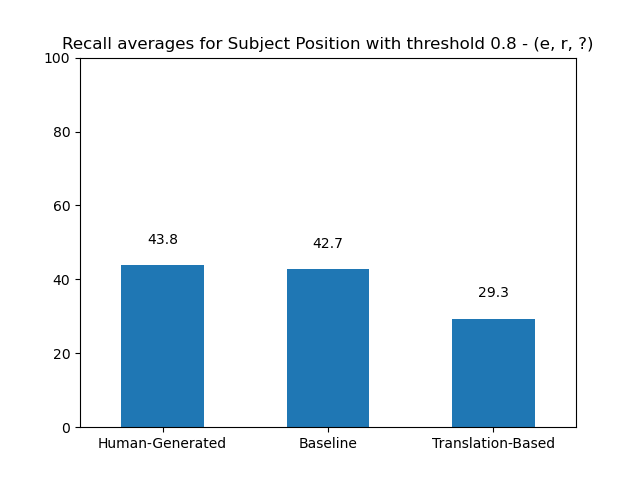 Recall averages for Subject Position with threshold 0.8 - (e, r, ?)
100
80
60
40
20
0
43.8
42.7
29.3
Human-Generated
Baseline
Translation-Based